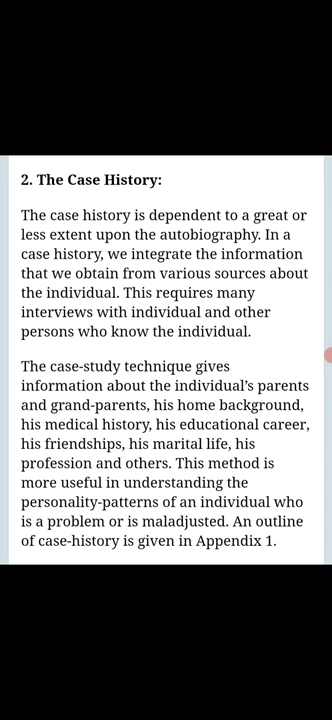 2. The Case History:
The case history is dependent to a great or
less extent upon the autobiography. In a
case history, we integrate the information
that we obtain from various sources about
the individual. This requires many
interviews with individual and other
persons who know the individual.
The case-study technique gives
information about the individual’s parents
and grand-parents, his home background,
his medical history, his educational career,
his friendships, his marital life, his
profession and others. This method is
more useful in understanding the
personality-patterns of an individual who
is a problem or is maladjusted. An outline
of case-history is given in Appendix 1.